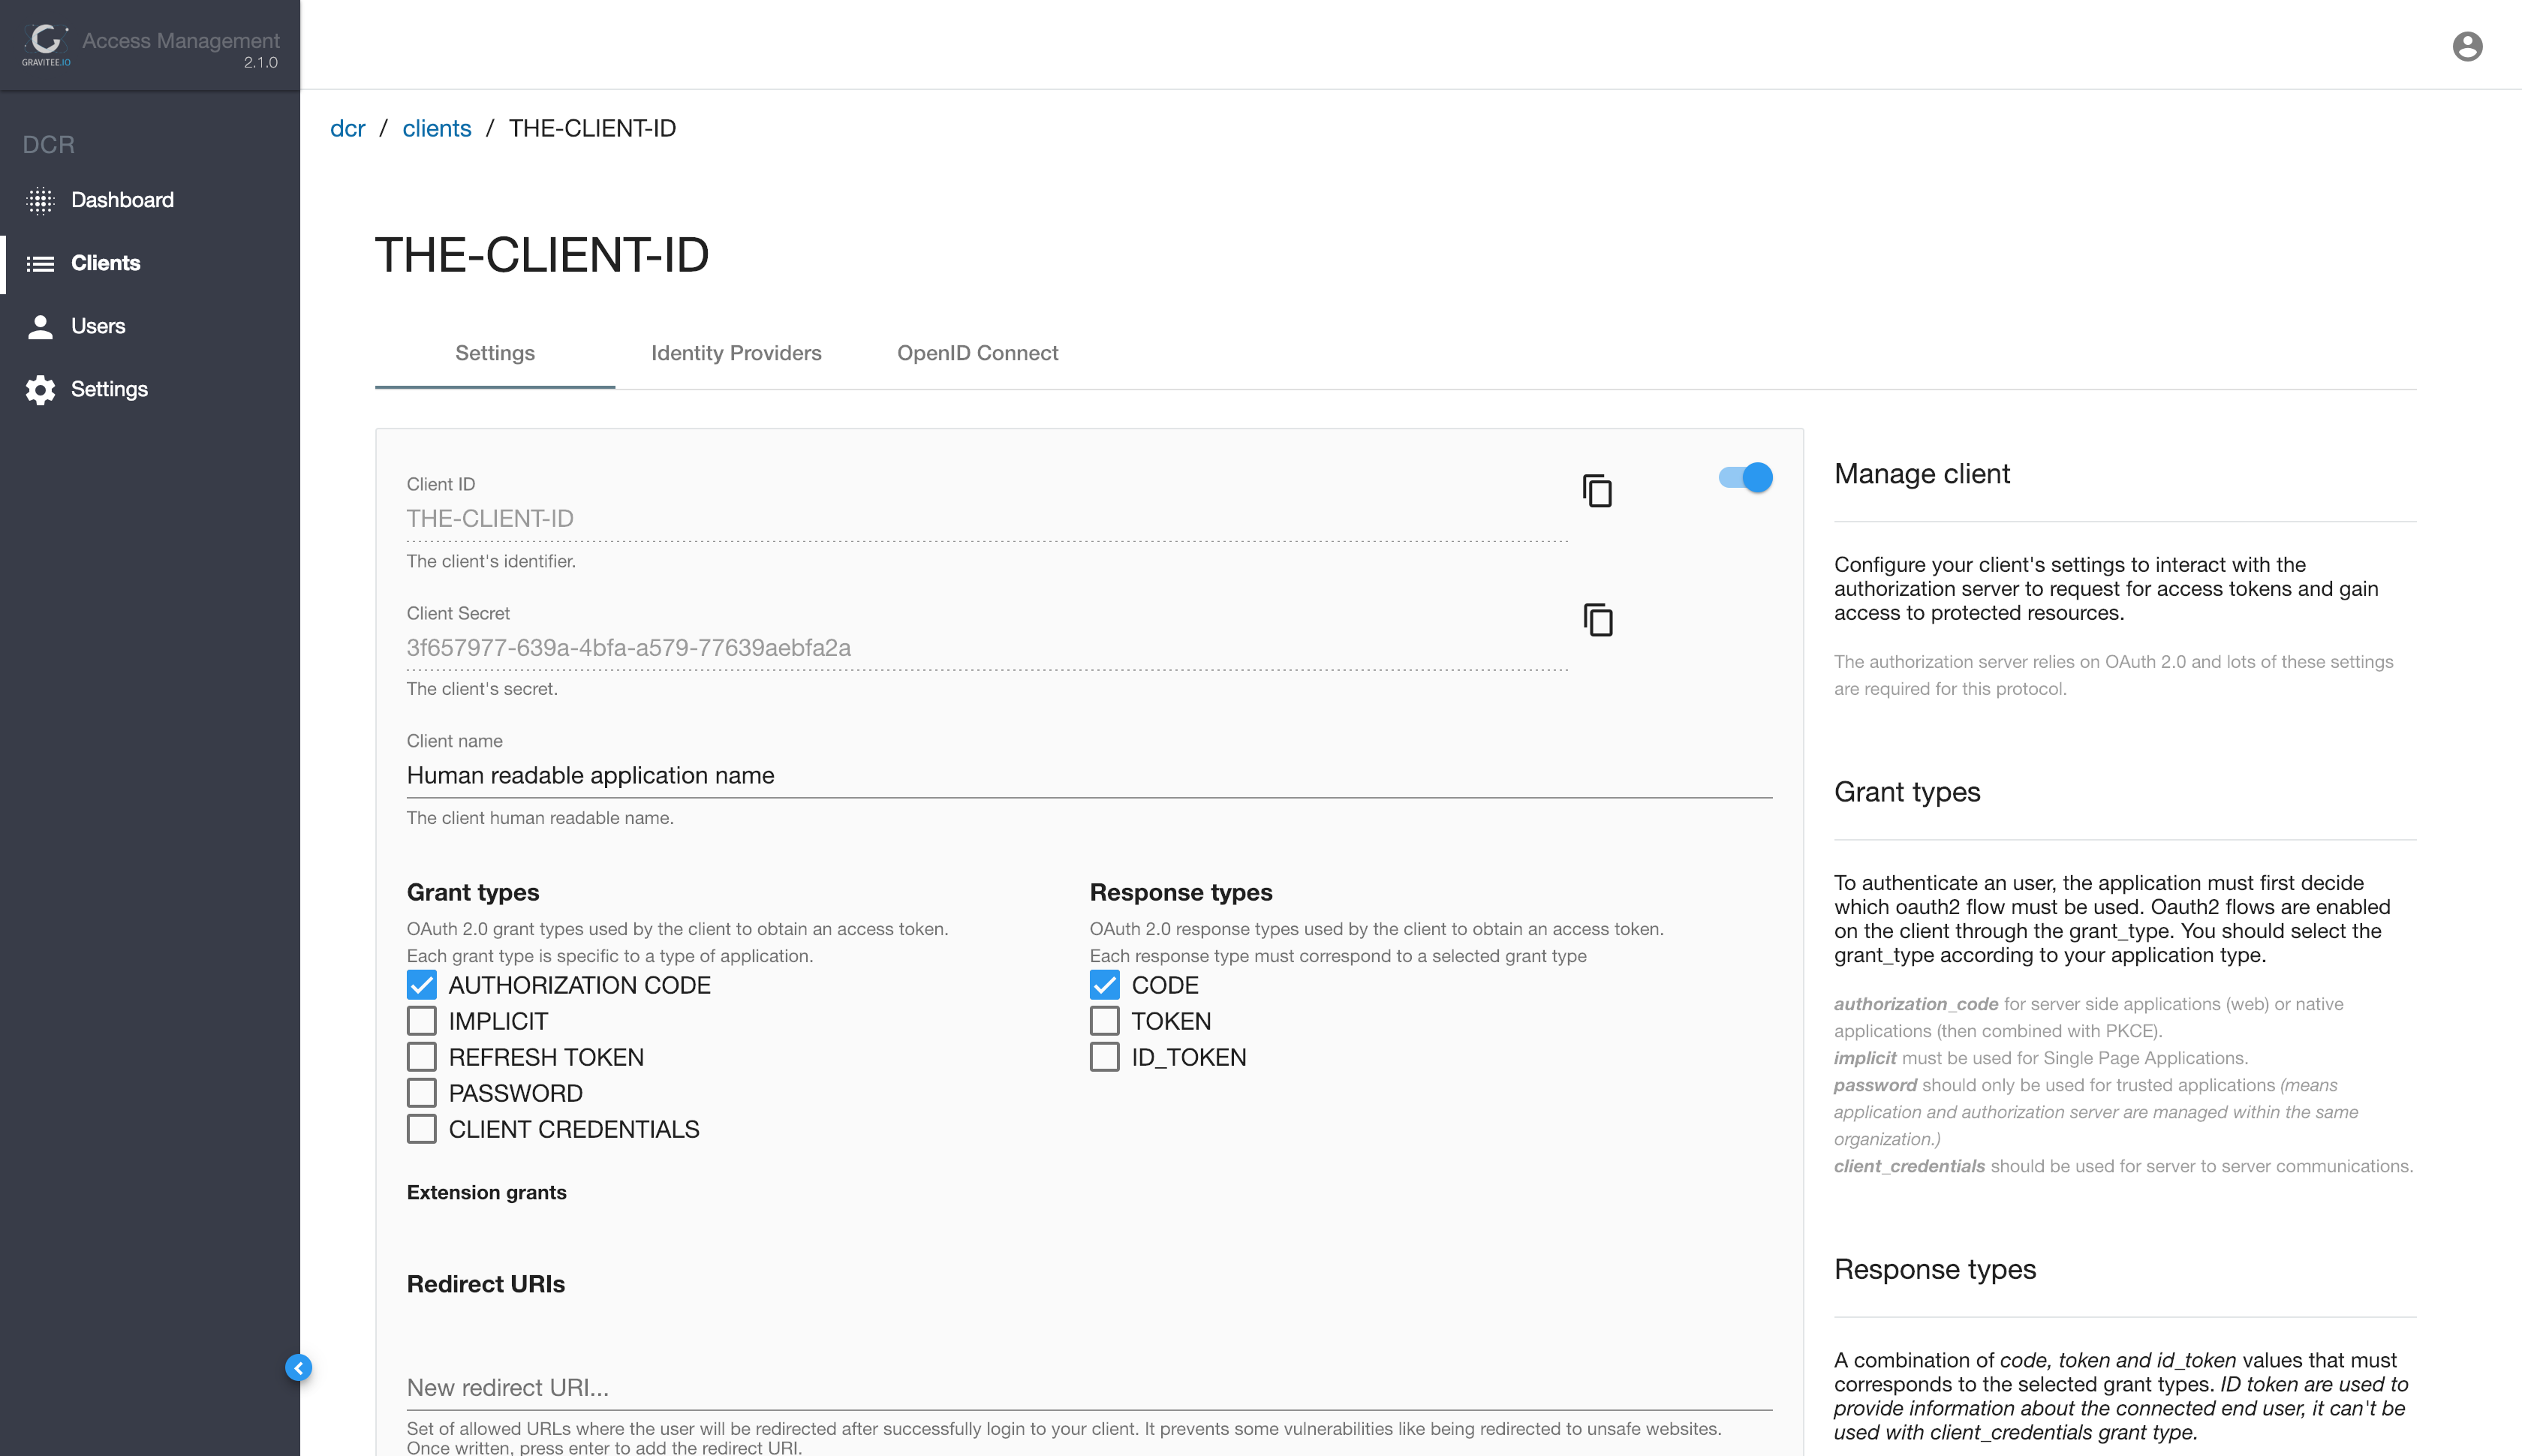 GRAVITEE.IO
Access Management
2.1.0
DCR
Dashboard
Clients
Users
Settings
dcr / clients / THE-CLIENT-ID
THE-CLIENT-ID
Settings
Identity Providers
OpenID Connect
Client ID
THE-CLIENT-ID
The client's identifier.
Client Secret
3f657977-639a-4bfa-a579-77639aebfa2a
The client's secret.
Client name
Human readable application name
The client human readable name.
Grant types
OAuth 2.0 grant types used by the client to obtain an access token.
Each grant type is specific to a type of application.
AUTHORIZATION CODE
IMPLICIT
REFRESH TOKEN
PASSWORD
CLIENT CREDENTIALS
Response types
OAuth 2.0 response types used by the client to obtain an access token.
Each response type must correspond to a selected grant type
CODE
TOKEN
ID_TOKEN
Extension grants
Redirect URIs
New redirect URI...
Set of allowed URLs where the user will be redirected after successfully login to your client. It prevents some vulnerabilities like being redirected to unsafe websites.
Once written, press enter to add the redirect URI.
Manage client
Configure your client's settings to interact with the
authorization server to request for access tokens and gain
access to protected resources.
The authorization server relies on OAuth 2.0 and lots of these settings
are required for this protocol.
Grant types
To authenticate an user, the application must first decide
which oauth2 flow must be used. Oauth2 flows are enabled
on the client through the grant_type. You should select the
grant_type according to your application type.
authorization_code for server side applications (web) or native
applications (then combined with PKCE).
implicit must be used for Single Page Applications.
password should only be used for trusted applications (means
application and authorization server are managed within the same
organization.)
client_credentials should be used for server to server communications.
Response types
A combination of code, token and id_token values that must
corresponds to the selected grant types. ID token are used to
provide information about the connected end user, it can't be
used with client_credentials grant type.